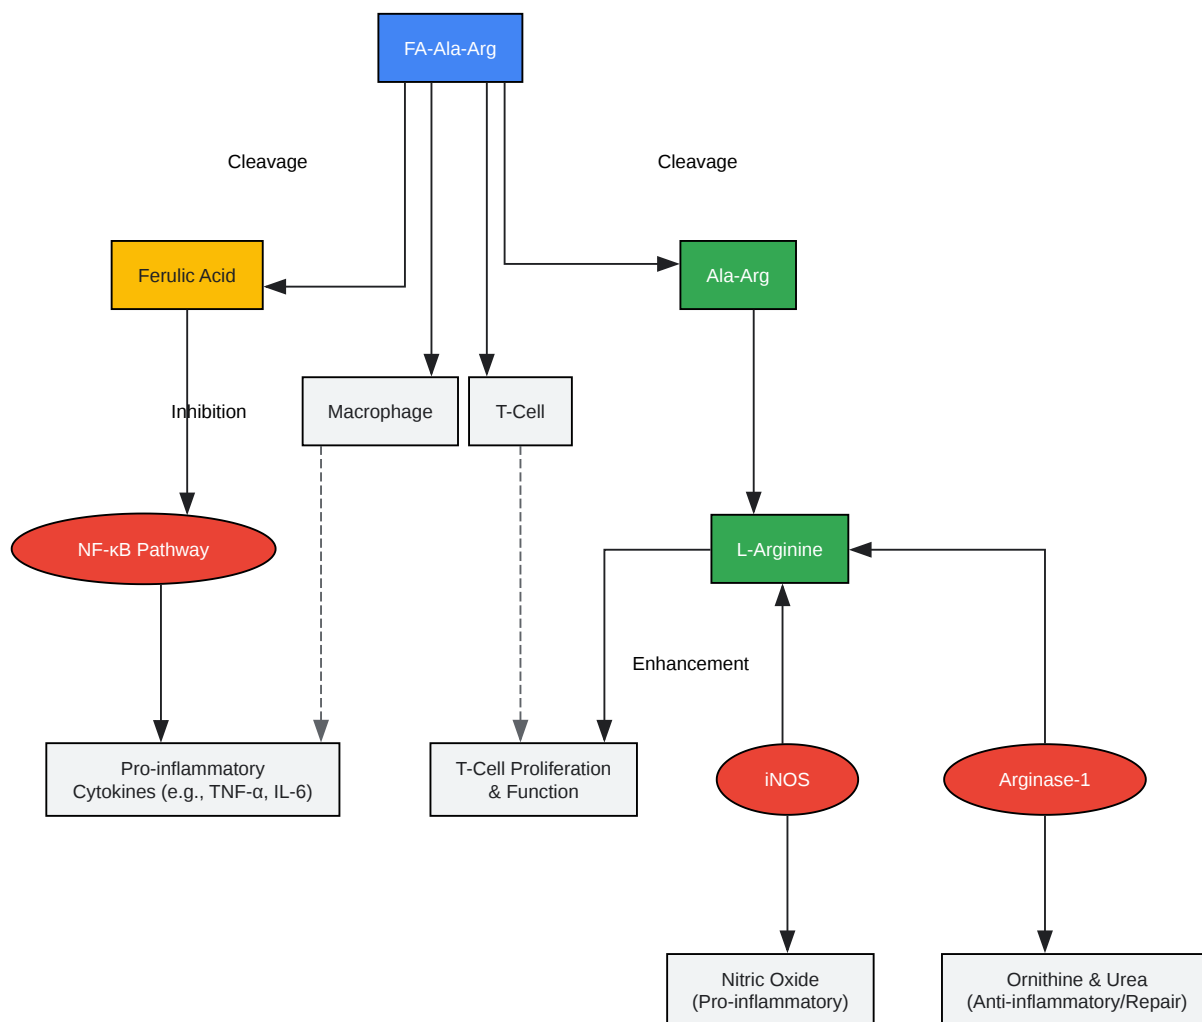 FA-Ala-Arg
Cleavage
Cleavage
Ferulic Acid
Ala-Arg
Inhibition
Macrophage
T-Cell
NF-κB Pathway
L-Arginine
Enhancement
Pro-inflammatory
Cytokines (e.g., TNF-α, IL-6)
T-Cell Proliferation
& Function
iNOS
Arginase-1
Nitric Oxide
(Pro-inflammatory)
Ornithine & Urea
(Anti-inflammatory/Repair)